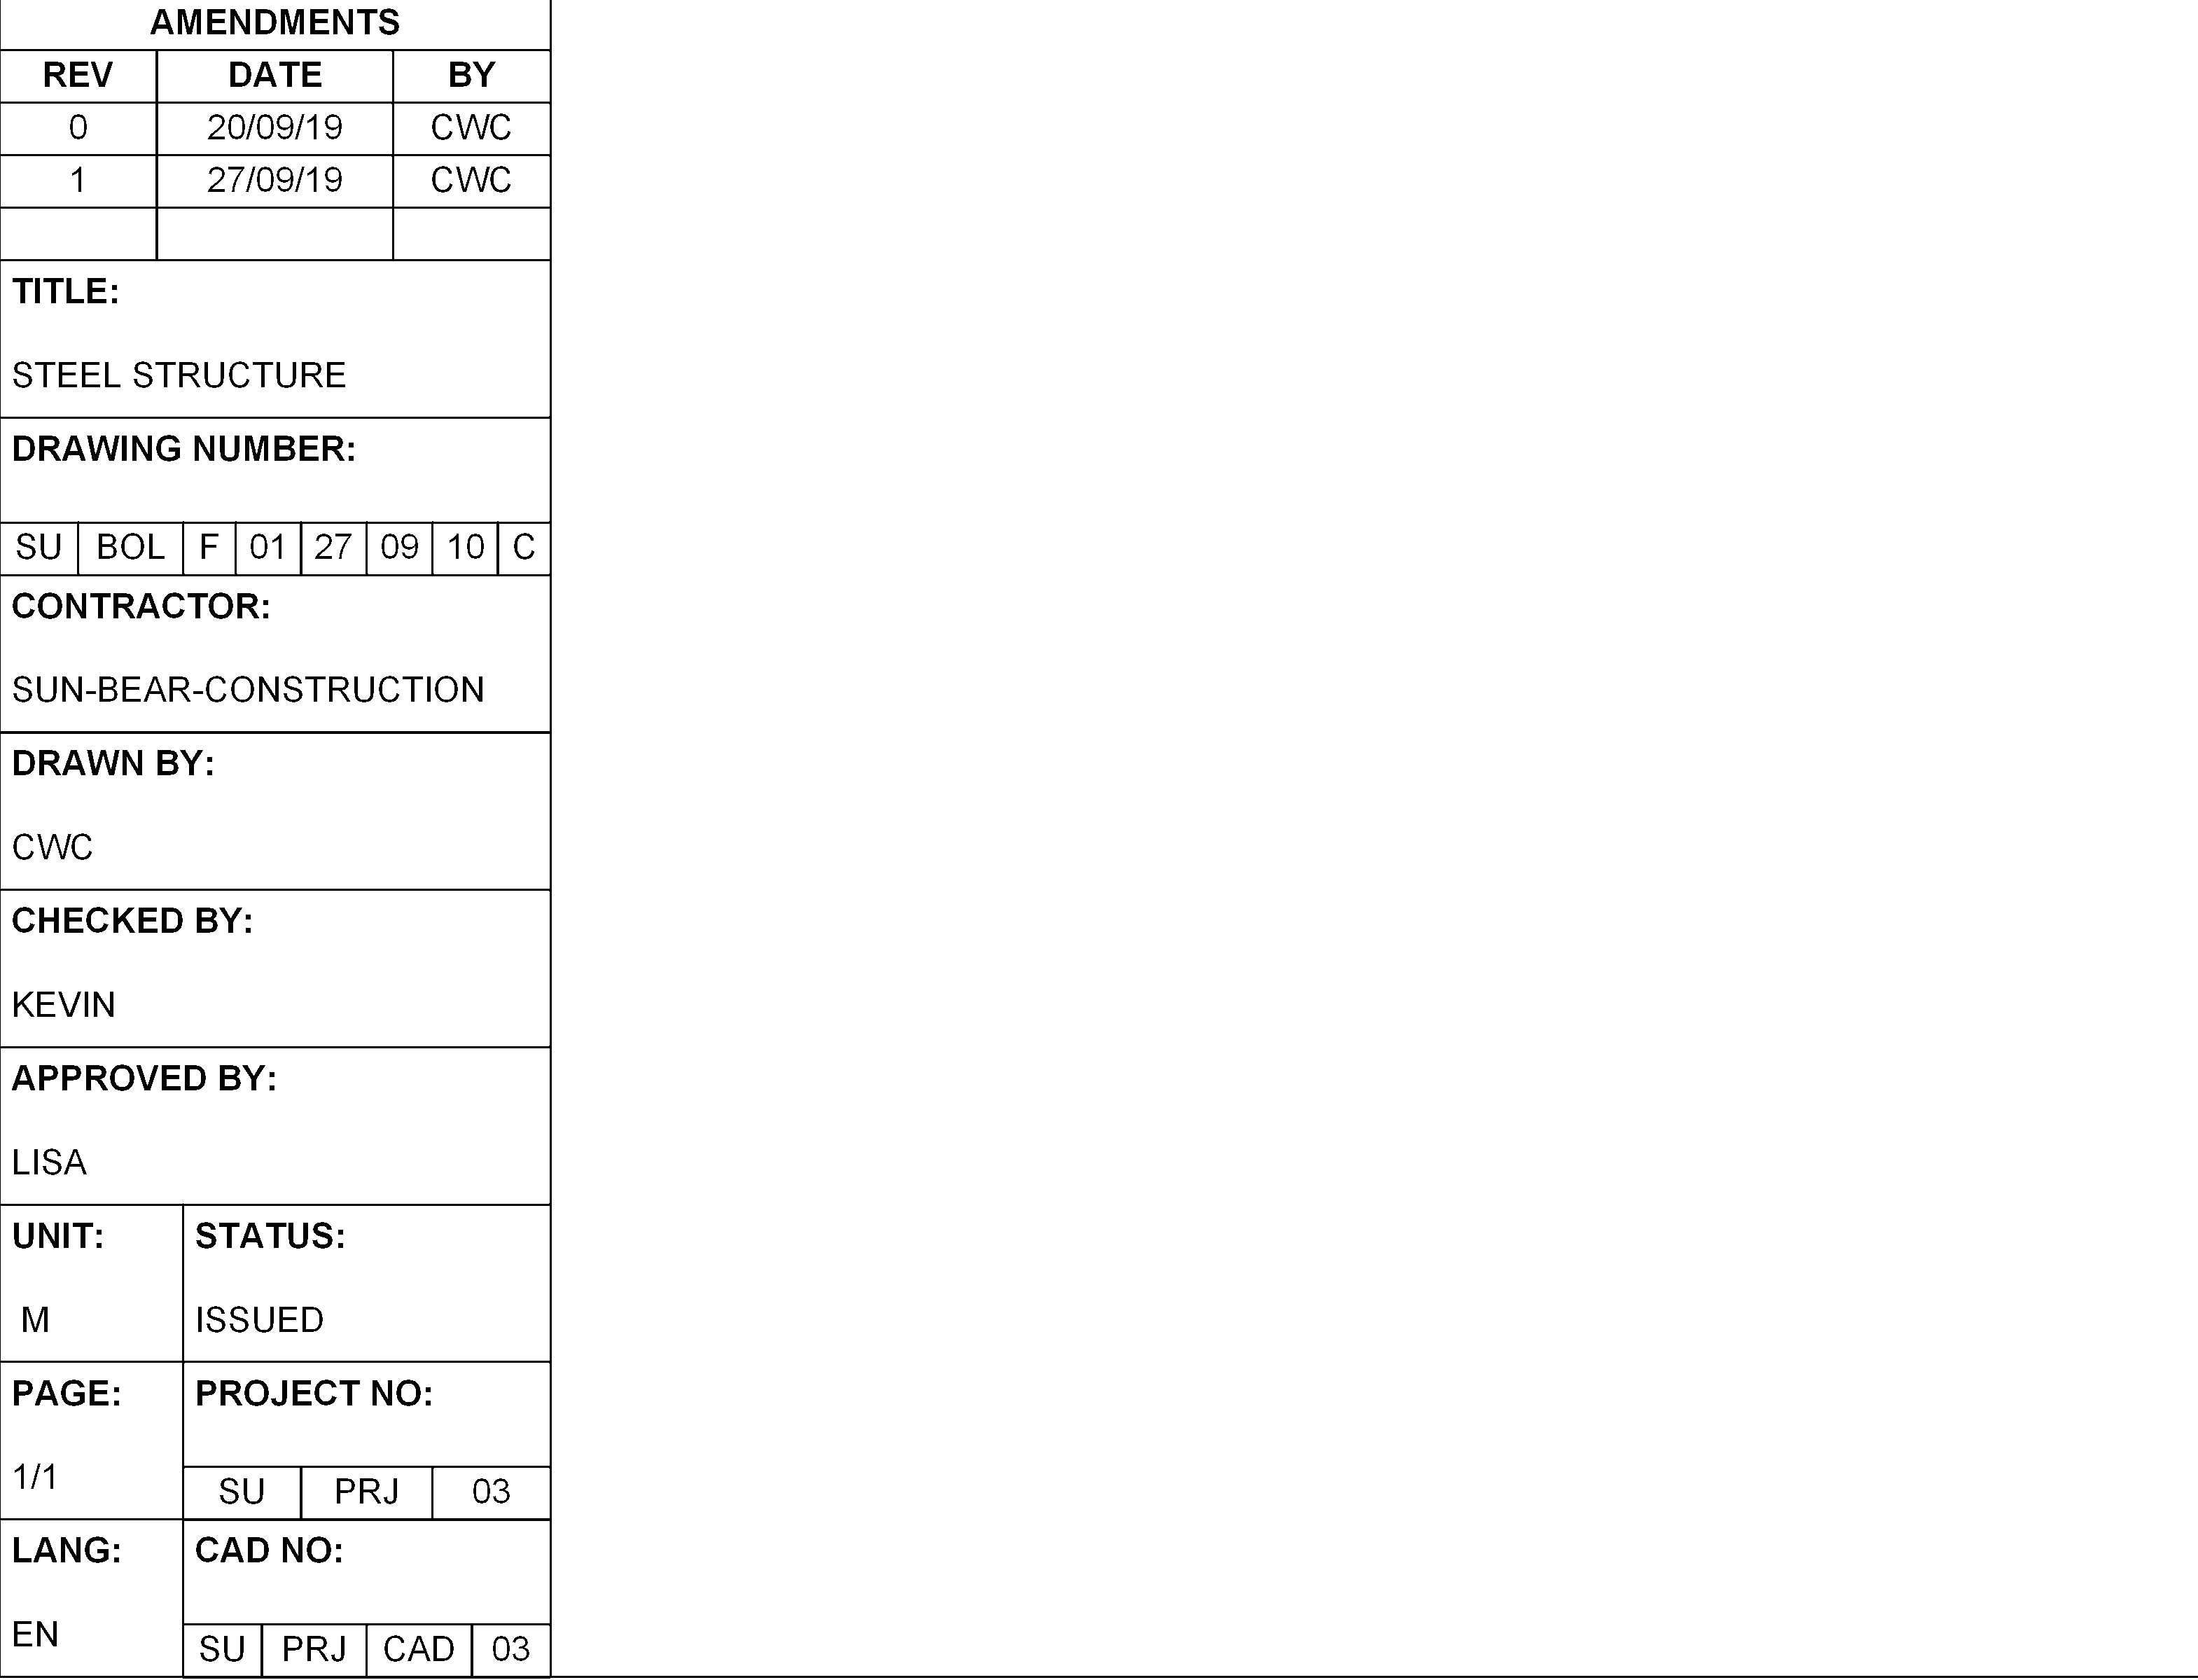 AMENDMENTS
REV DATE BY
0 20/09/19 CWC
1 27/09/19 CWC
TITLE:
STEEL STRUCTURE
DRAWING NUMBER:
SU BOL F 01 27 09 10 C
CONTRACTOR:
SUN-BEAR-CONSTRUCTION
DRAWN BY:
CWC
CHECKED BY:
KEVIN
APPROVED BY:
LISA
UNIT: STATUS:
M ISSUED
PAGE: PROJECT NO:
1/1
SU PRJ 03
LANG: CAD NO:
EN
SU PRJ CAD 03